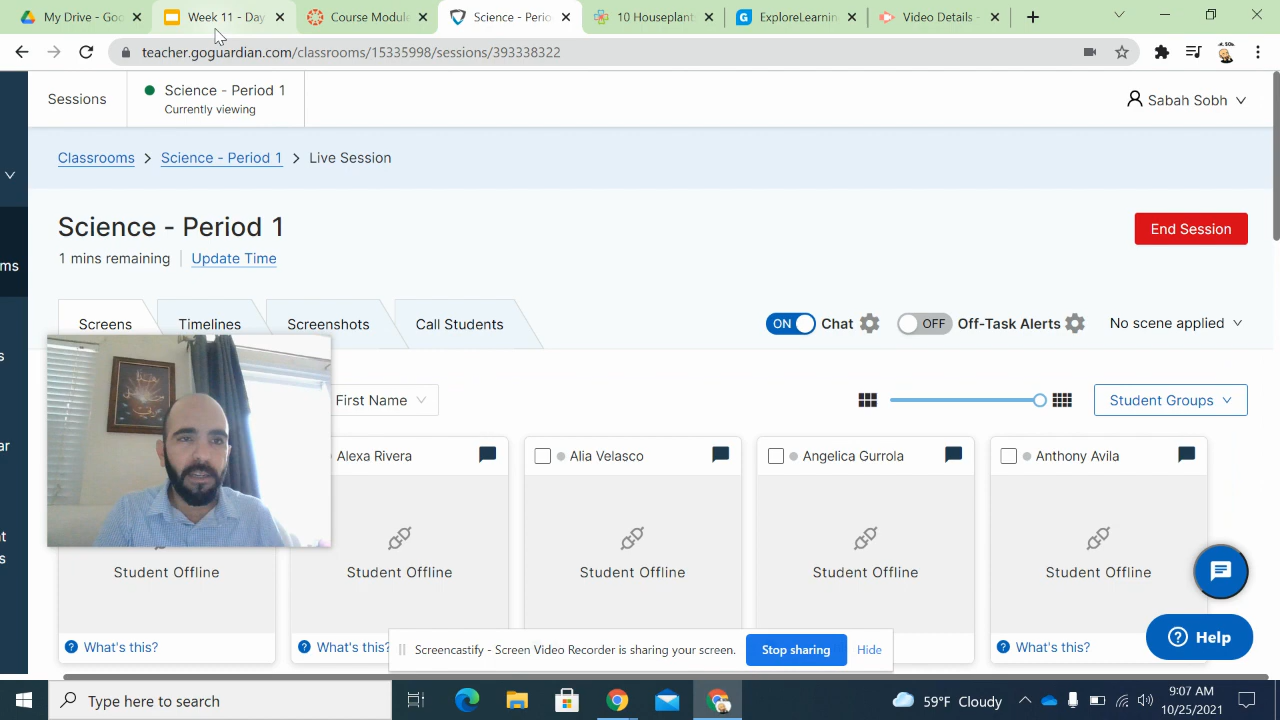 My Drive - Goo
Week 11 - Day
Course Module
Science - Perio
10 Houseplant
ExploreLearnin
Video Details -
teacher.goguardian.com/classrooms/15335998/sessions/393338322
Sessions
Science - Period 1
Currently viewing
Sabah Sobh
Classrooms > Science - Period 1 > Live Session
Science - Period 1
End Session
1 mins remaining
Update Time
ms
Screens
Timelines
Screenshots
Call Students
ON Chat
OFF Off-Task Alerts
No scene applied
s
First Name
Student Groups
ar
Alexa Rivera
Alia Velasco
Angelica Gurrola
Anthony Avila
t
s
Student Offline
Student Offline
Student Offline
Student Offline
Student Offline
? What's this?
? What's this?
? What's this?
Screencastify - Screen Video Recorder is sharing your screen.
Stop sharing
Hide
? Help
Type here to search
59°F Cloudy
9:07 AM
10/25/2021